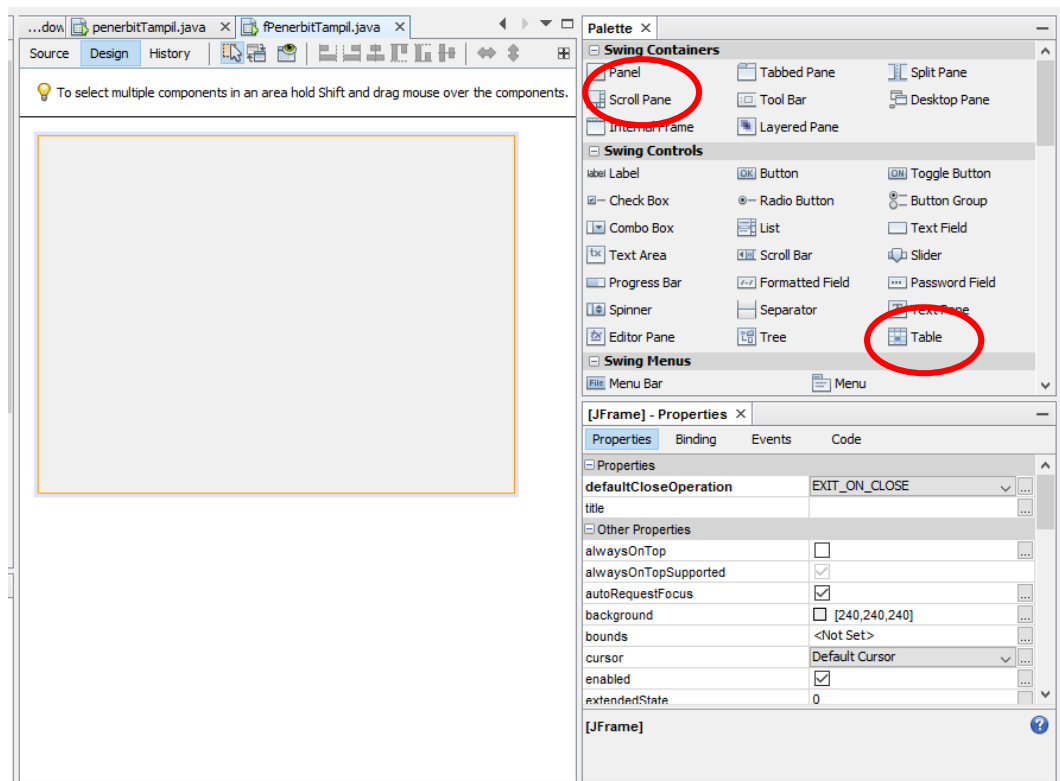 ...dow penerbitTampil.java × fPenerbitTampil.java ×
Source Design History
To select multiple components in an area hold Shift and drag mouse over the components.
Palette ×
Swing Containers
Panel Tabbed Pane Split Pane
Scroll Pane Tool Bar Desktop Pane
Internal Frame Layered Pane
Swing Controls
label Label OK Button ON Toggle Button
Check Box Radio Button Button Group
Combo Box List Text Field
tx Text Area Scroll Bar Slider
Progress Bar Formatted Field Password Field
Spinner Separator T Text Pane
Editor Pane Tree Table
Swing Menus
File Menu Bar Menu
[JFrame] - Properties ×
Properties Binding Events Code
Properties
defaultCloseOperation EXIT_ON_CLOSE ...
title ...
Other Properties
alwaysOnTop ...
alwaysOnTopSupported
autoRequestFocus ...
background [240,240,240] ...
bounds <Not Set> ...
cursor Default Cursor ...
enabled ...
extendedState 0
[JFrame] ?